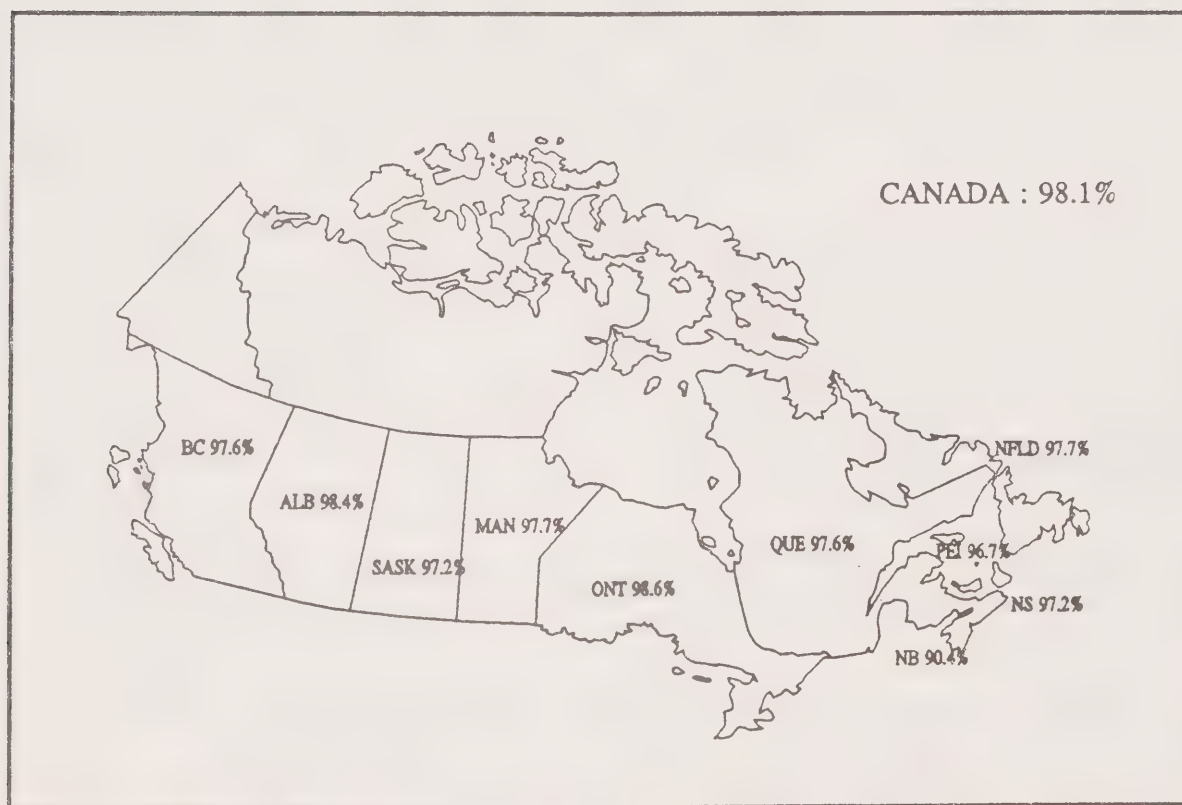 CANADA : 98.1%
BC 97.6%
NFLD 97.7%
ALB 98.4%
MAN 97.7%
QUE 97.6%
PEI 96.7%
SASK 97.2%
ONT 98.6%
NS 97.2%
NB 90.4%